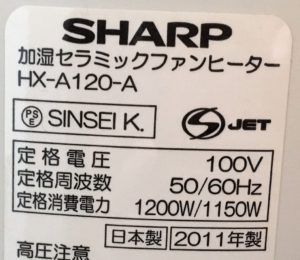 SHARP
加湿セラミックファンヒーター
HX-A120-A
PSE SINSEI K. S JET
定格電圧 100V
定格周波数 50/60Hz
定格消費電力 1200W/1150W
日本製 2011年製
高圧注意